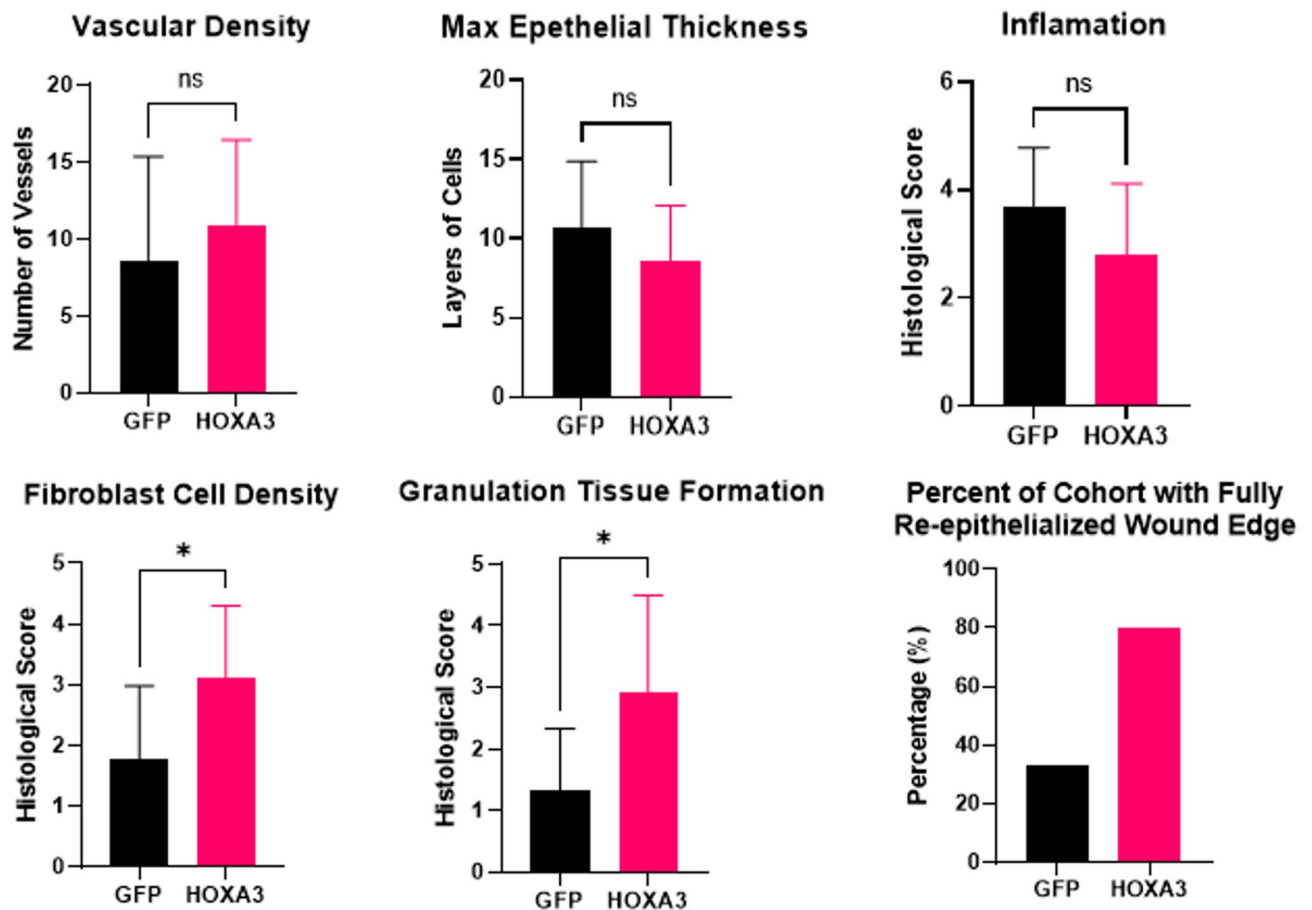 Vascular Density
ns
20
15
10
5
0
Number of Vessels
GFP HOXA3
Max Epethelial Thickness
ns
20
15
10
5
0
Layers of Cells
GFP HOXA3
Inflamation
ns
6
4
2
0
Histological Score
GFP HOXA3
Fibroblast Cell Density
*
5
4
3
2
1
0
Histological Score
GFP HOXA3
Granulation Tissue Formation
*
5
4
3
2
1
0
Histological Score
GFP HOXA3
Percent of Cohort with Fully
Re-epithelialized Wound Edge
100
80
60
40
20
0
Percentage (%)
GFP HOXA3